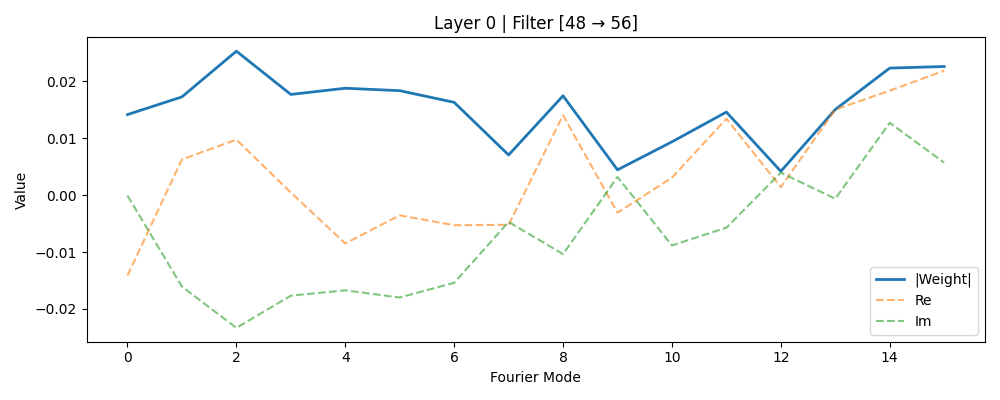 Layer 0 | Filter [48 → 56]
Value
0.02
0.01
0.00
−0.01
−0.02
|Weight|
Re
Im
0 2 4 6 8 10 12 14
Fourier Mode